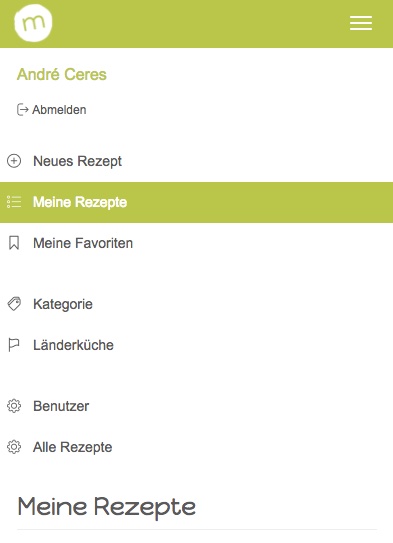 m
André Ceres
Abmelden
Neues Rezept
Meine Rezepte
Meine Favoriten
Kategorie
Länderküche
Benutzer
Alle Rezepte
Meine Rezepte